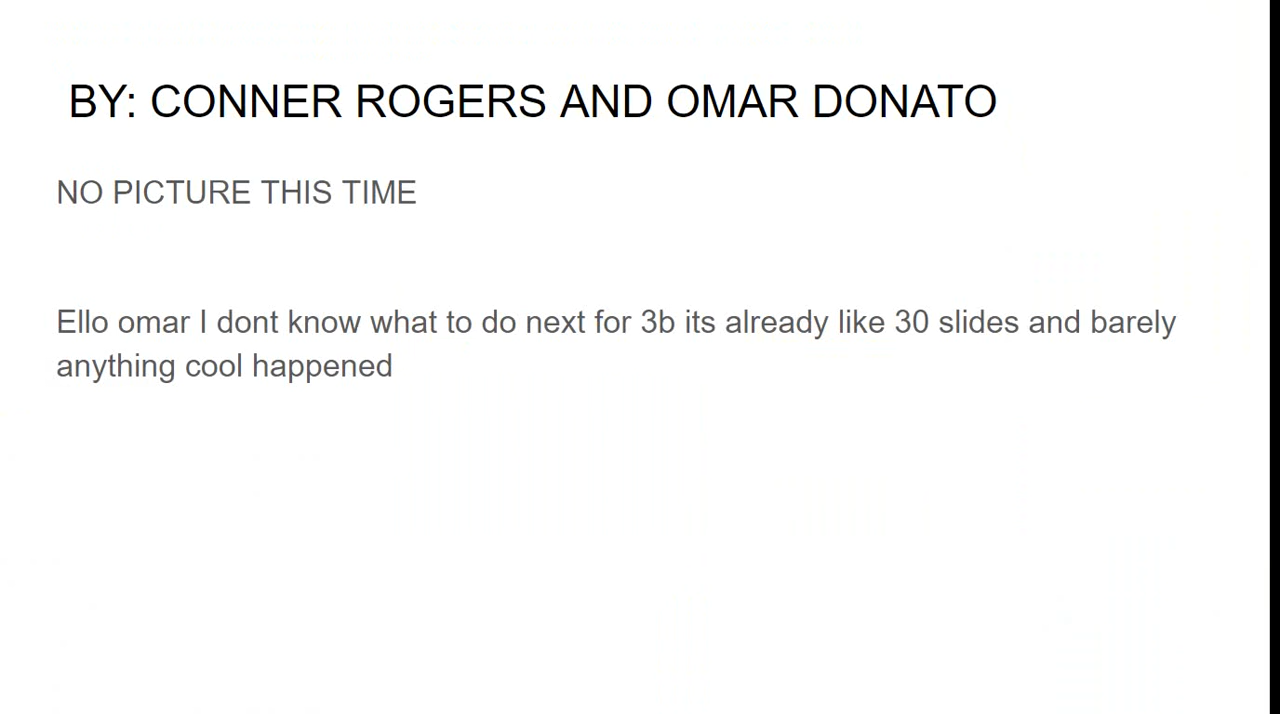 BY: CONNER ROGERS AND OMAR DONATO
NO PICTURE THIS TIME
Ello omar I dont know what to do next for 3b its already like 30 slides and barely
anything cool happened